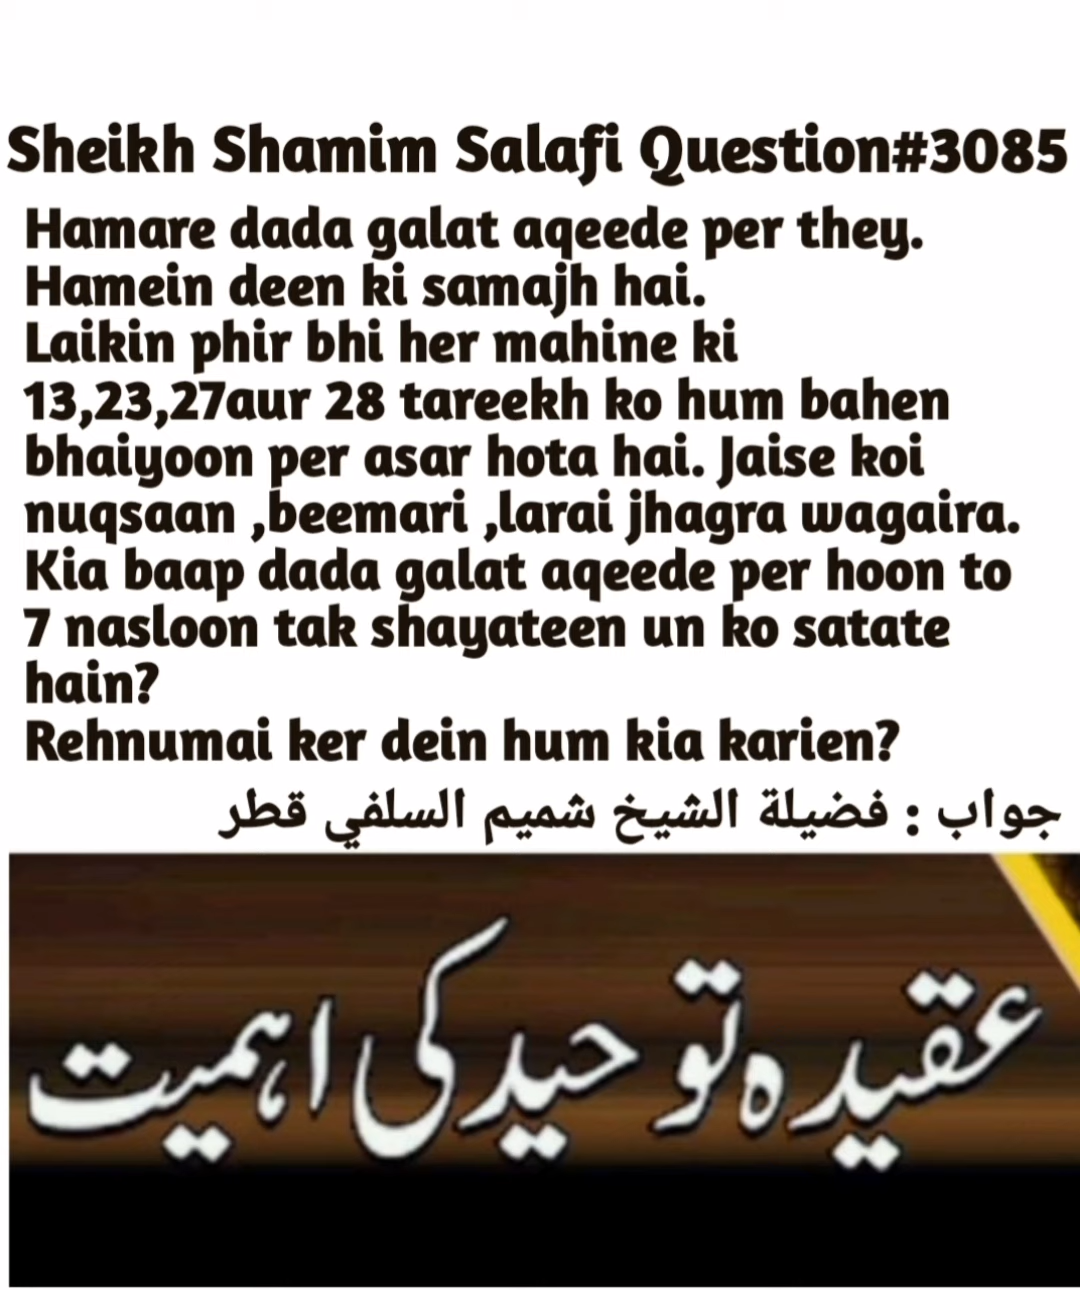 Sheikh Shamim Salafi Question#3085
Hamare dada galat aqeede per they.
Hamein deen ki samajh hai.
Laikin phir bhi her mahine ki
13,23,27aur 28 tareekh ko hum bahen
bhaiyoon per asar hota hai. Jaise koi
nuqsaan ,beemari ,larai jhagra wagaira.
Kia baap dada galat aqeede per hoon to
7 nasloon tak shayateen un ko satate
hain?
Rehnumai ker dein hum kia karien?
جواب : فضيلة الشيخ شميم السلفي قطر
عقیدہ توحید کی اہمیت